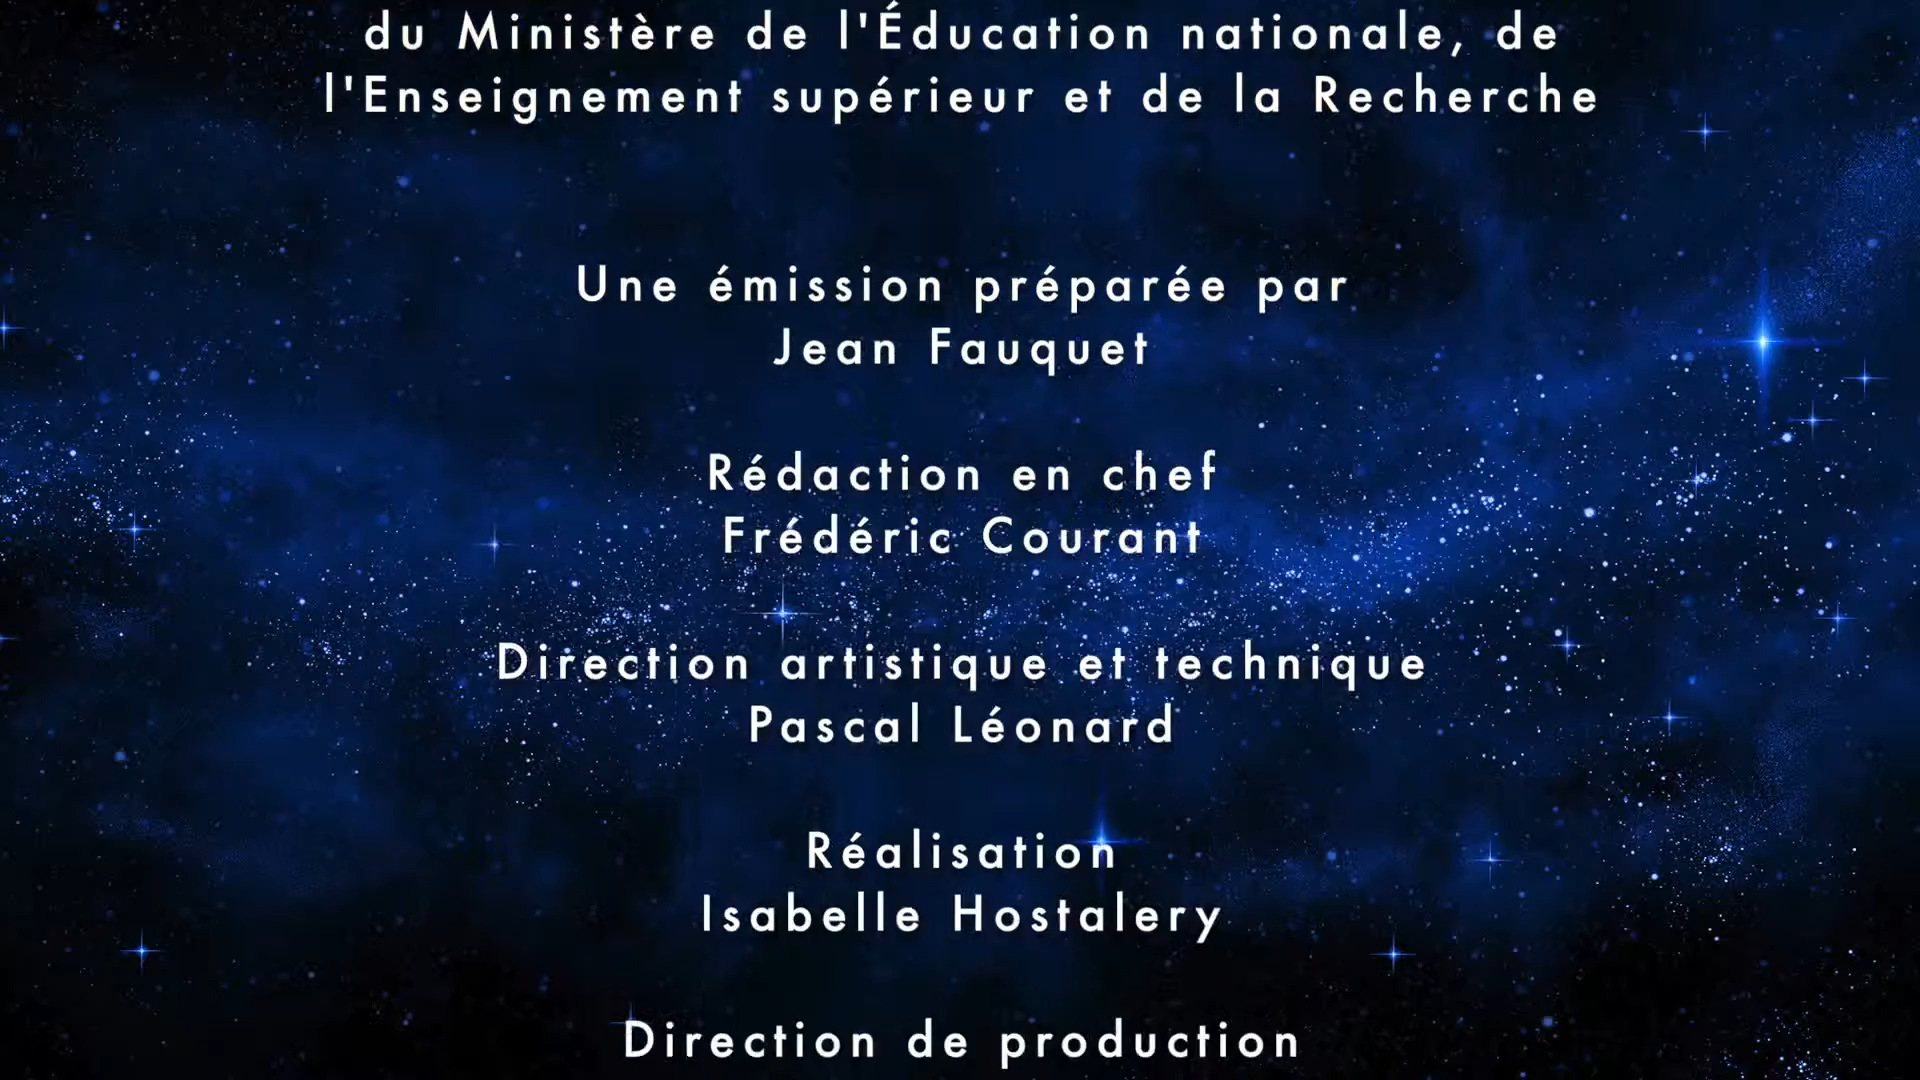 du Ministère de l'Éducation nationale, de
l'Enseignement supérieur et de la Recherche
Une émission préparée par
Jean Fauquet
Rédaction en chef
Frédéric Courant
Direction artistique et technique
Pascal Léonard
Réalisation
Isabelle Hostalery
Direction de production